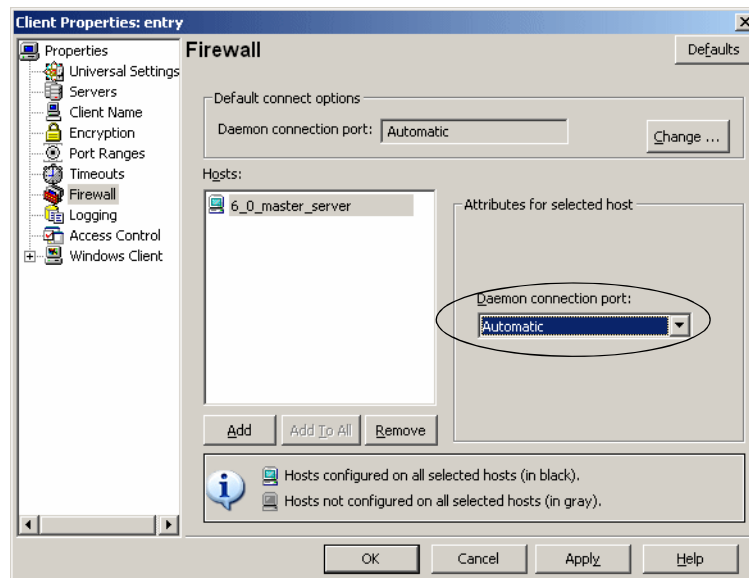 Client Properties: entry
Properties
Universal Settings
Servers
Client Name
Encryption
Port Ranges
Timeouts
Firewall
Logging
Access Control
Windows Client
Firewall
Defaults
Default connect options
Daemon connection port: Automatic
Change ...
Hosts:
6_0_master_server
Attributes for selected host
Daemon connection port:
Automatic
Add
Add To All
Remove
Hosts configured on all selected hosts (in black).
Hosts not configured on all selected hosts (in gray).
OK
Cancel
Apply
Help